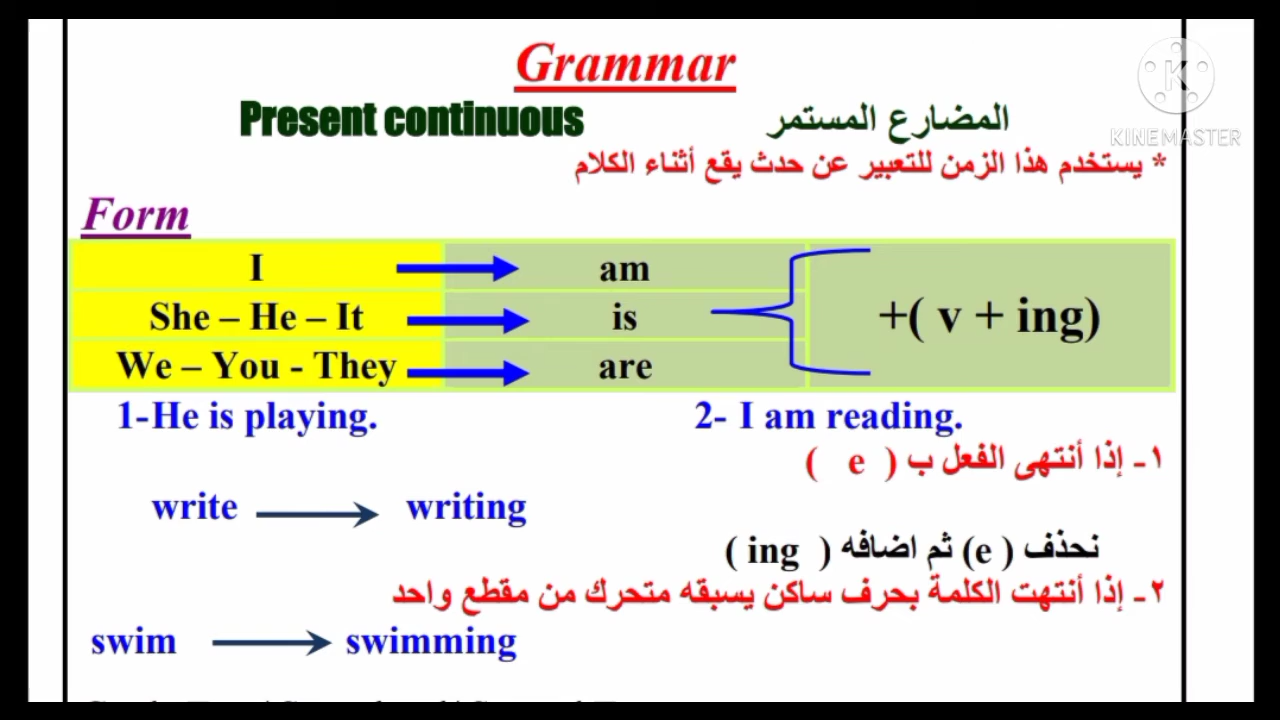 Grammar
Present continuous المضارع المستمر
* يستخدم هذا الزمن للتعبير عن حدث يقع أثناء الكلام
Form
I am
She – He – It is +( v + ing)
We – You - They are
1-He is playing. 2- I am reading.
١- إذا أنتهى الفعل ب ( e )
write writing
نحذف ( e) ثم اضافه ( ing )
٢- إذا أنتهت الكلمة بحرف ساكن يسبقه متحرك من مقطع واحد
swim swimming
KINEMASTER